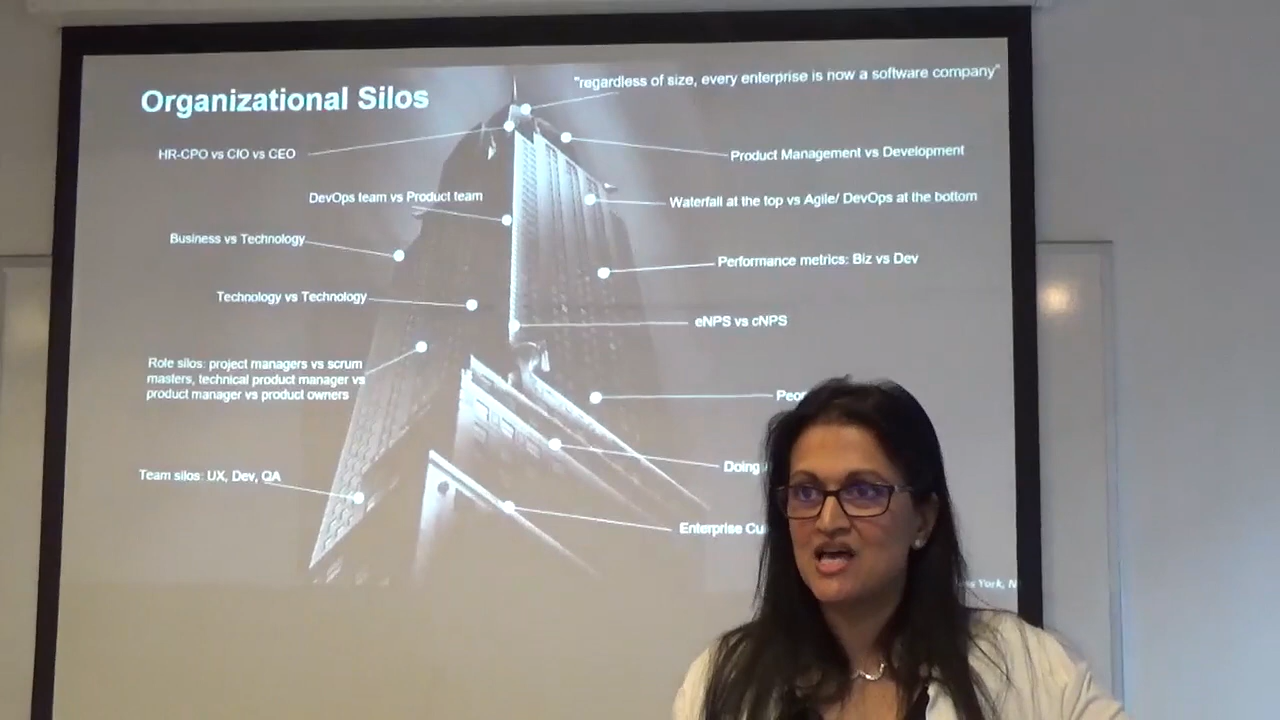 "regardless of size, every enterprise is now a software company"
Organizational Silos
HR-CPO vs CIO vs CEO
Product Management vs Development
DevOps team vs Product team
Waterfall at the top vs Agile/ DevOps at the bottom
Business vs Technology
Performance metrics: Biz vs Dev
Technology vs Technology
eNPS vs cNPS
Role silos: project managers vs scrum
masters, technical product manager vs
product manager vs product owners
Doing
Team silos: UX, Dev, QA
Enterprise
York,